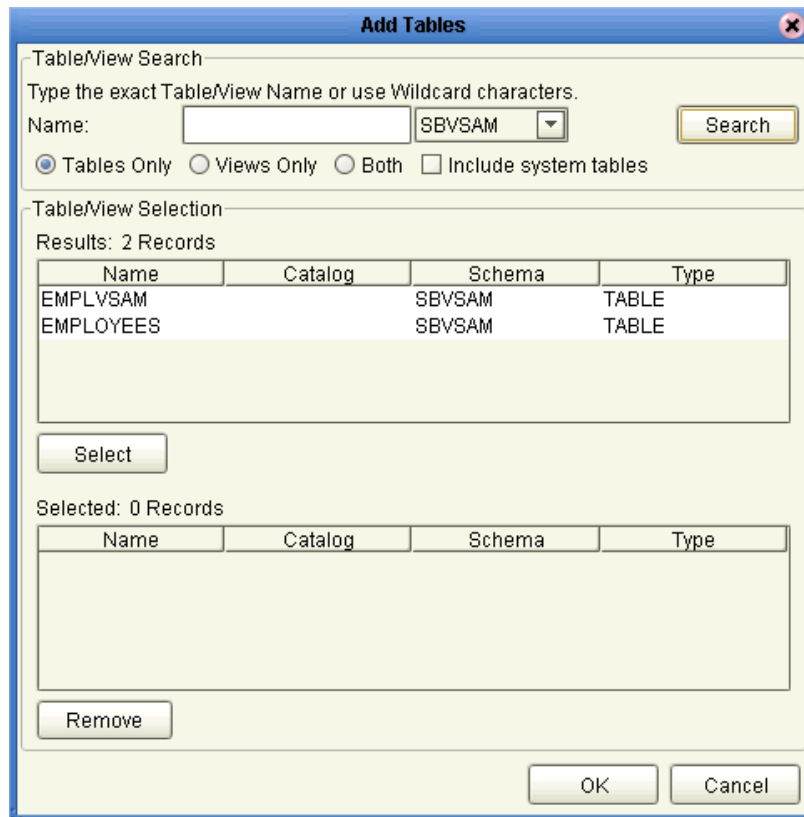 Add Tables
Table/View Search
Type the exact Table/View Name or use Wildcard characters.
Name: SBVSAM Search
Tables Only Views Only Both Include system tables
Table/View Selection
Results: 2 Records
Name Catalog Schema Type
EMPLVSAM SBVSAM TABLE
EMPLOYEES SBVSAM TABLE
Select
Selected: 0 Records
Name Catalog Schema Type
Remove
OK Cancel